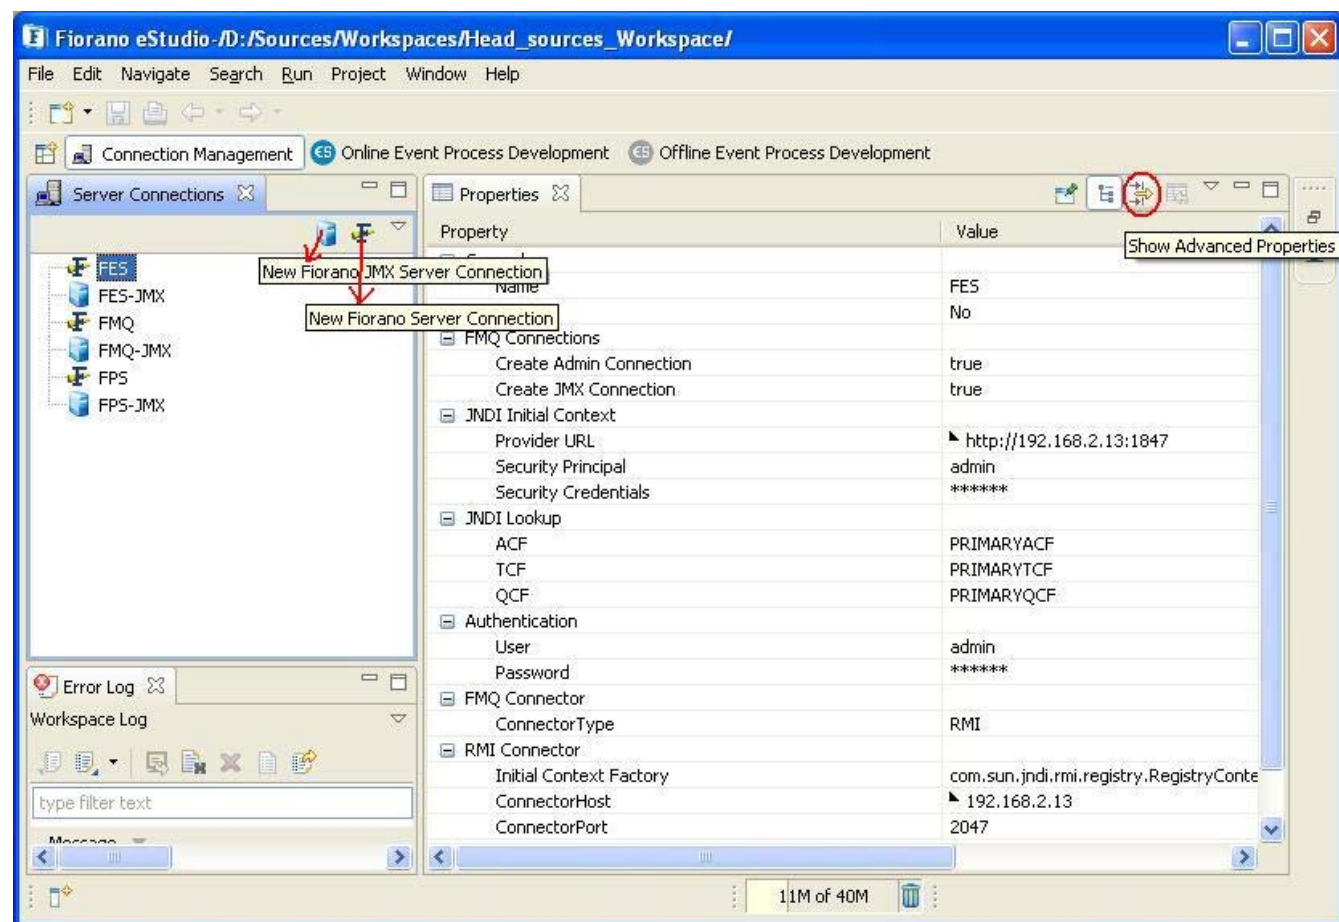 Fiorano eStudio-/D:/Sources/Workspaces/Head_sources_Workspace/
File Edit Navigate Search Run Project Window Help
Connection Management Online Event Process Development Offline Event Process Development
Server Connections
Properties
Property Value
Show Advanced Properties
FES
FES-JMX
FMQ
FMQ-JMX
FPS
FPS-JMX
New Fiorano JMX Server Connection
New Fiorano Server Connection
Name FES
No
FMQ Connections
Create Admin Connection true
Create JMX Connection true
JNDI Initial Context
Provider URL http://192.168.2.13:1847
Security Principal admin
Security Credentials ******
JNDI Lookup
ACF PRIMARYACF
TCF PRIMARYTCF
QCF PRIMARYQCF
Authentication
User admin
Password ******
FMQ Connector
ConnectorType RMI
RMI Connector
Initial Context Factory com.sun.jndi.rmi.registry.RegistryConte
ConnectorHost 192.168.2.13
ConnectorPort 2047
Error Log
Workspace Log
type filter text
Message
11M of 40M